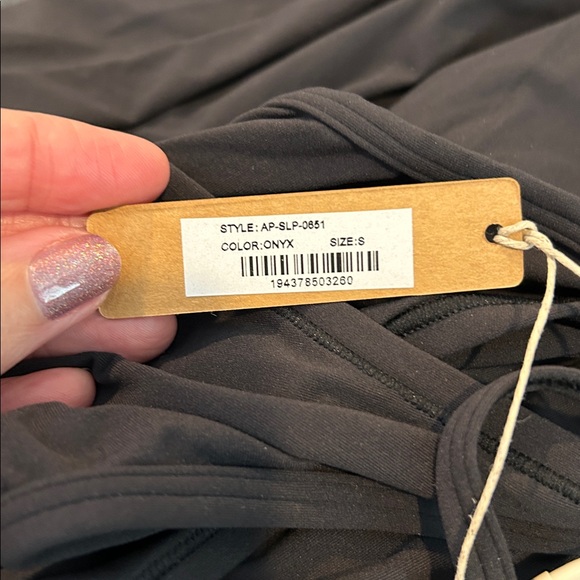 STYLE: AP-SLP-0651
COLOR:ONYX SIZE:S
194378503260